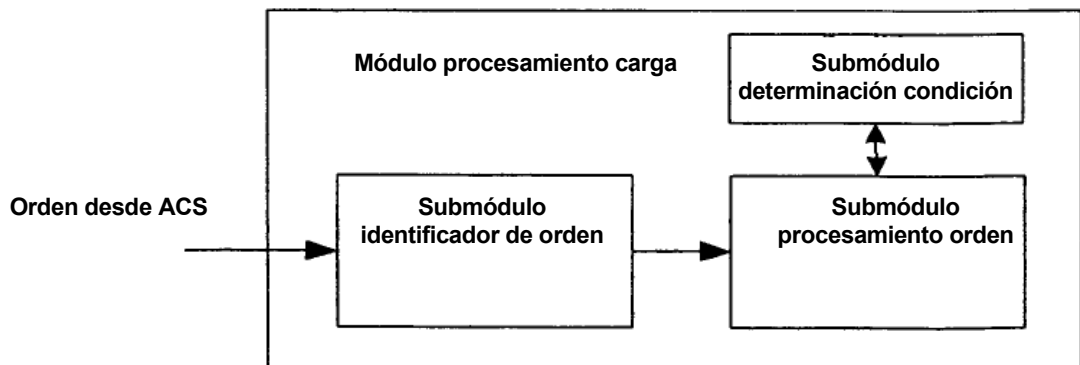 Módulo procesamiento carga
Submódulo
determinación condición
Orden desde ACS
Submódulo
identificador de orden
Submódulo
procesamiento orden